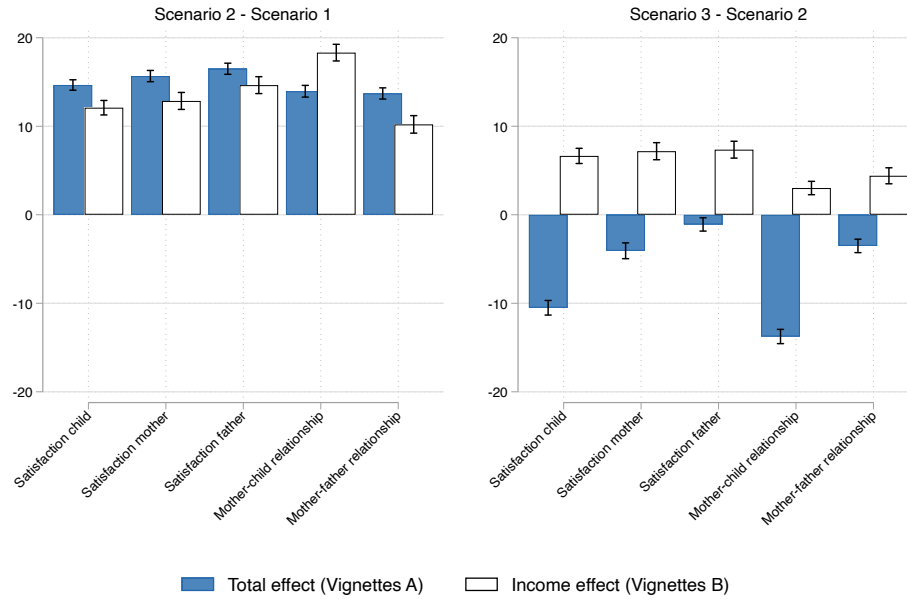 Scenario 2 - Scenario 1
20
10
0
-10
-20
Satisfaction child
Satisfaction mother
Satisfaction father
Mother-child relationship
Mother-father relationship
Scenario 3 - Scenario 2
20
10
0
-10
-20
Satisfaction child
Satisfaction mother
Satisfaction father
Mother-child relationship
Mother-father relationship
Total effect (Vignettes A)
Income effect (Vignettes B)